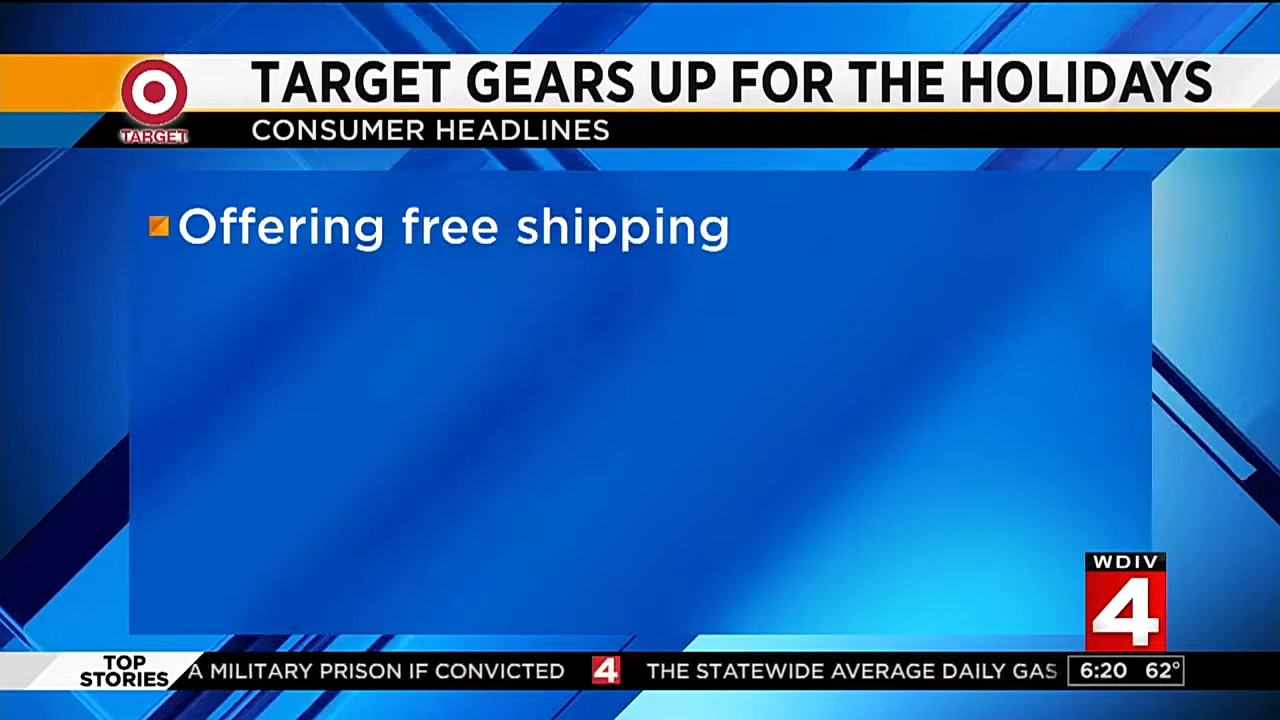 TARGET GEARS UP FOR THE HOLIDAYS
TARGET
CONSUMER HEADLINES
Offering free shipping
WDIV
4
TOP
STORIES
A MILITARY PRISON IF CONVICTED 4 THE STATEWIDE AVERAGE DAILY GAS
6:20 62°